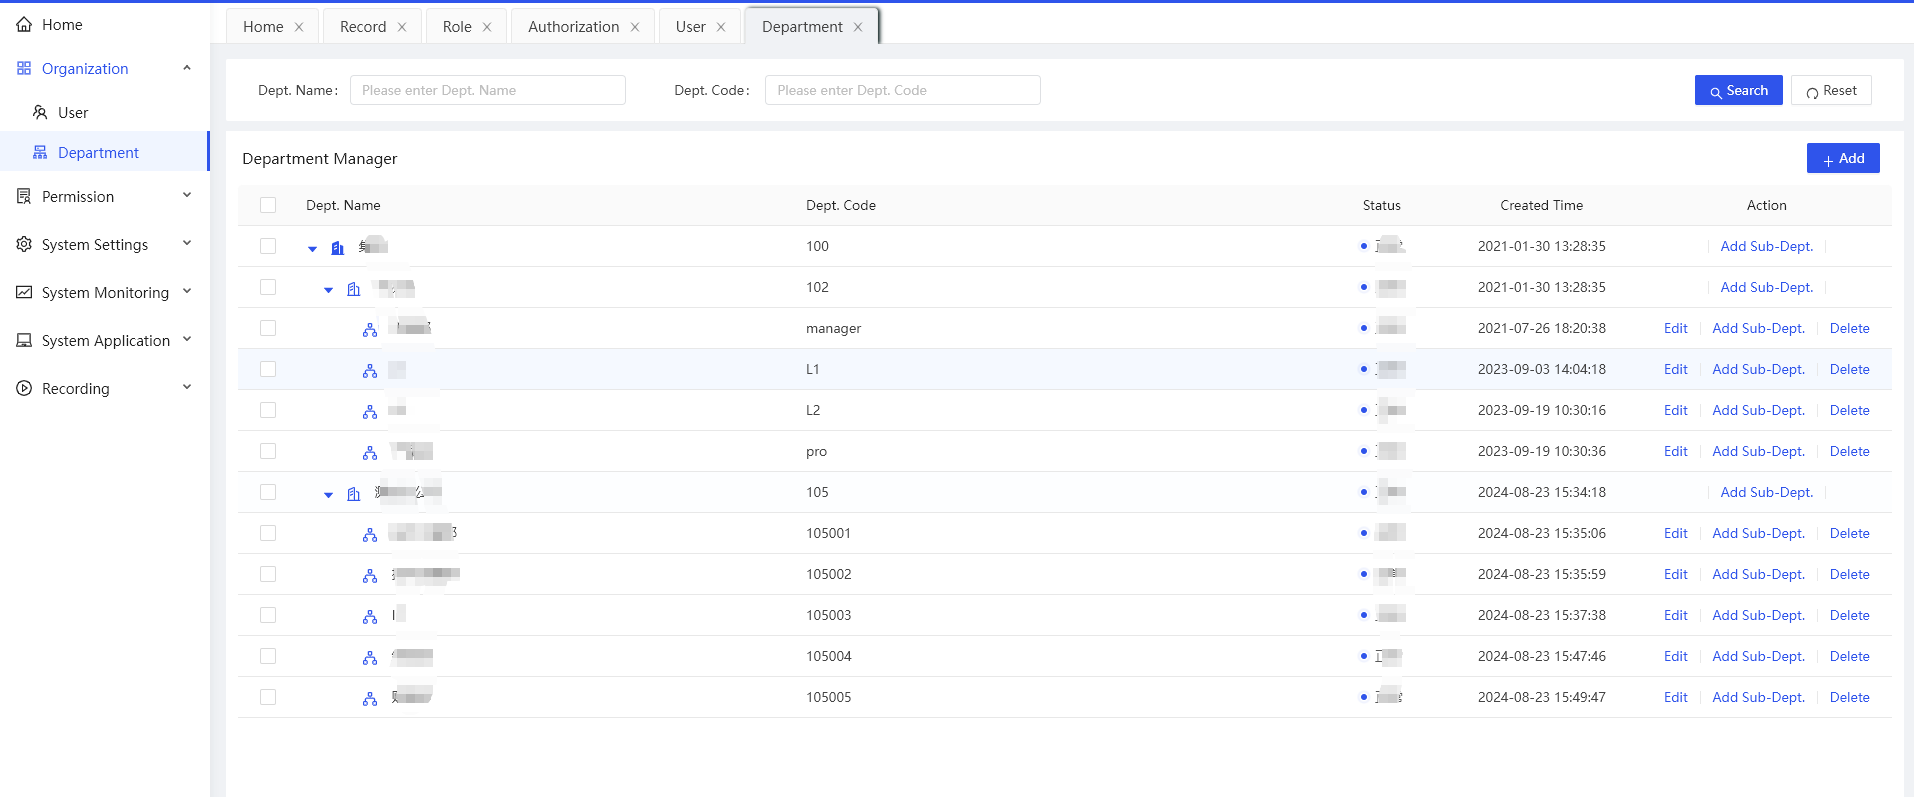 Home
Organization
User
Department
Permission
System Settings
System Monitoring
System Application
Recording
Home Record Role Authorization User Department
Dept. Name: Please enter Dept. Name Dept. Code: Please enter Dept. Code Search Reset
Department Manager Add
Dept. Name Dept. Code Status Created Time Action
100 2021-01-30 13:28:35 Add Sub-Dept.
102 2021-01-30 13:28:35 Add Sub-Dept.
manager 2021-07-26 18:20:38 Edit Add Sub-Dept. Delete
L1 2023-09-03 14:04:18 Edit Add Sub-Dept. Delete
L2 2023-09-19 10:30:16 Edit Add Sub-Dept. Delete
pro 2023-09-19 10:30:36 Edit Add Sub-Dept. Delete
105 2024-08-23 15:34:18 Add Sub-Dept.
105001 2024-08-23 15:35:06 Edit Add Sub-Dept. Delete
105002 2024-08-23 15:35:59 Edit Add Sub-Dept. Delete
105003 2024-08-23 15:37:38 Edit Add Sub-Dept. Delete
105004 2024-08-23 15:47:46 Edit Add Sub-Dept. Delete
105005 2024-08-23 15:49:47 Edit Add Sub-Dept. Delete